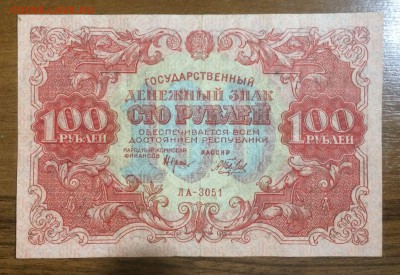 ГОСУДАРСТВЕННЫЙ
ДЕНЕЖНЫЙ ЗНАК
100 СТО РУБЛЕЙ 100
РУБЛЕЙ РУБЛЕЙ
ОБЕСПЕЧИВАЕТСЯ ВСЕМ
ДОСТОЯНИЕМ РЕСПУБЛИКИ
НАРОДНЫЙ КОМИССАР
ФИНАНСОВ КАССИР
ЛА-3051